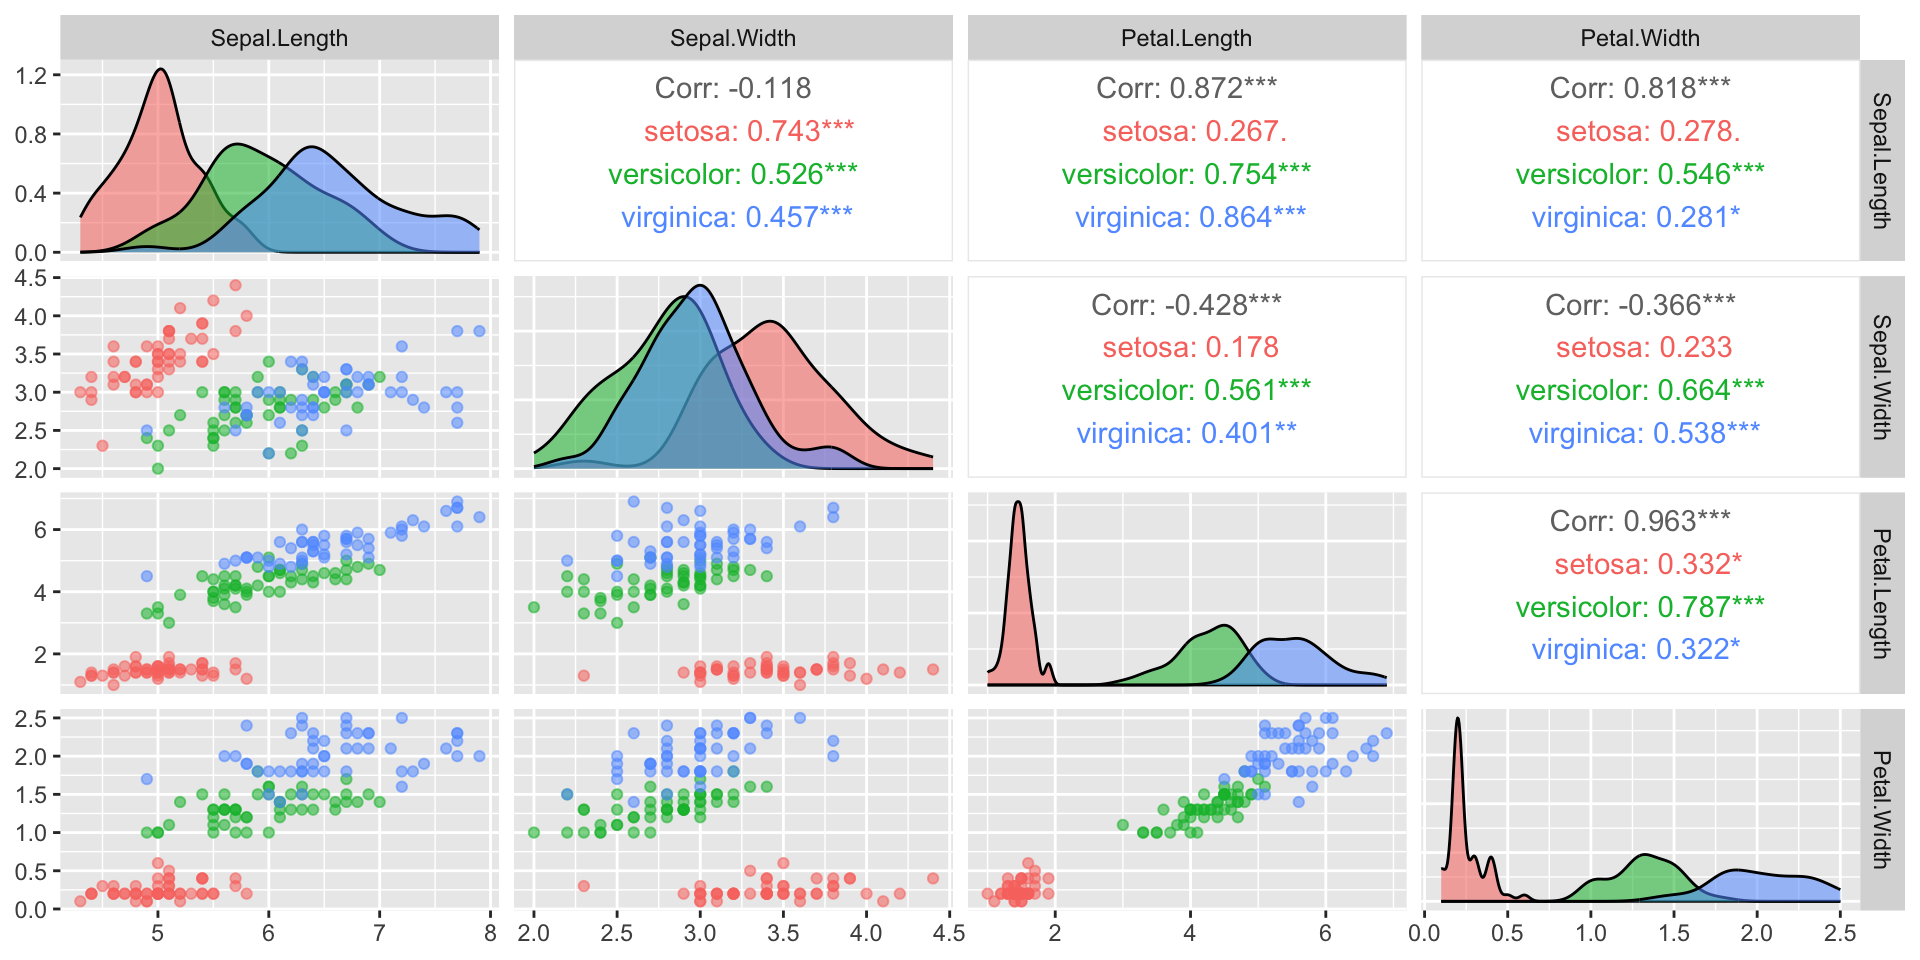 Sepal.Length
Sepal.Width
Petal.Length
Petal.Width
1.2
0.8
0.4
0.0
Corr: -0.118
setosa: 0.743***
versicolor: 0.526***
virginica: 0.457***
Corr: 0.872***
setosa: 0.267.
versicolor: 0.754***
virginica: 0.864***
Corr: 0.818***
setosa: 0.278.
versicolor: 0.546***
virginica: 0.281*
Sepal.Length
4.5
4.0
3.5
3.0
2.5
2.0
Corr: -0.428***
setosa: 0.178
versicolor: 0.561***
virginica: 0.401**
Corr: -0.366***
setosa: 0.233
versicolor: 0.664***
virginica: 0.538***
Sepal.Width
6
4
2
Corr: 0.963***
setosa: 0.332*
versicolor: 0.787***
virginica: 0.322*
Petal.Length
2.5
2.0
1.5
1.0
0.5
0.0
Petal.Width
5 6 7 8
2.0 2.5 3.0 3.5 4.0 4.5
2 4 6
0.0 0.5 1.0 1.5 2.0 2.5